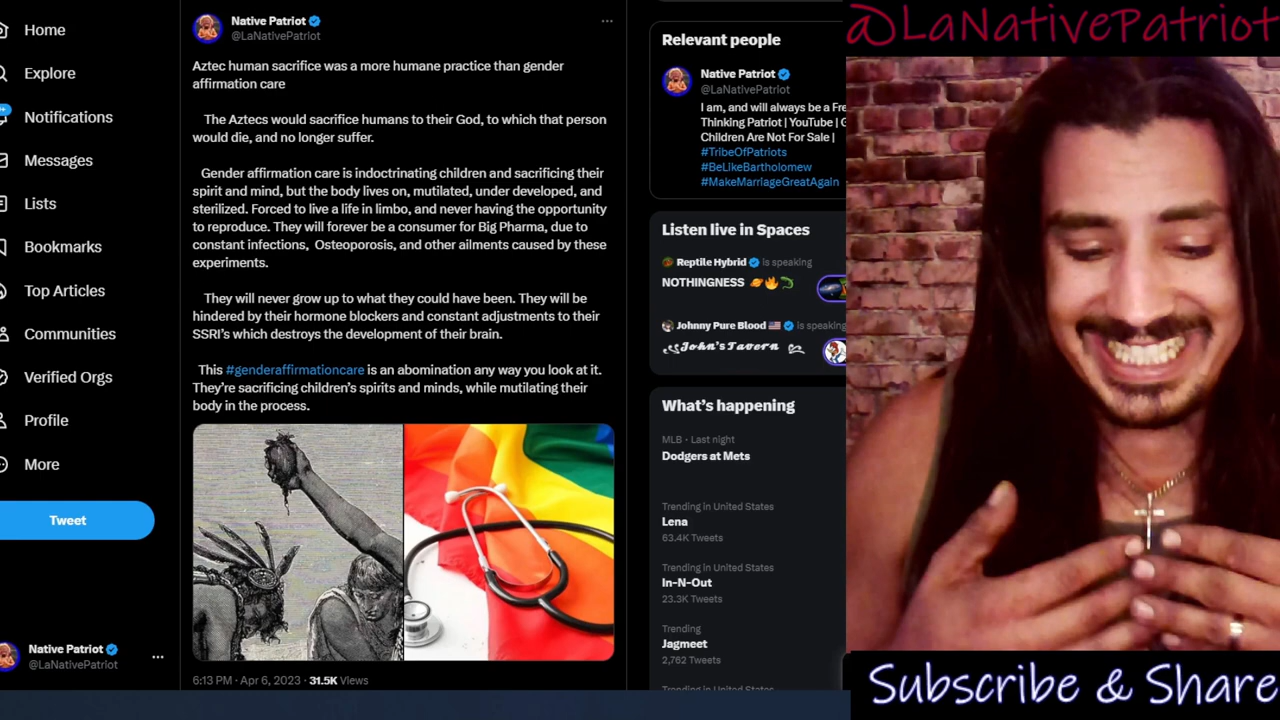 Home
Explore
Notifications
Messages
Lists
Bookmarks
Top Articles
Communities
Verified Orgs
Profile
More
Tweet
Native Patriot
@LaNativePatriot
Native Patriot
@LaNativePatriot
Aztec human sacrifice was a more humane practice than gender
affirmation care
The Aztecs would sacrifice humans to their God, to which that person
would die, and no longer suffer.
Gender affirmation care is indoctrinating children and sacrificing their
spirit and mind, but the body lives on, mutilated, under developed, and
sterilized. Forced to live a life in limbo, and never having the opportunity
to reproduce. They will forever be a consumer for Big Pharma, due to
constant infections, Osteoporosis, and other ailments caused by these
experiments.
They will never grow up to what they could have been. They will be
hindered by their hormone blockers and constant adjustments to their
SSRI's which destroys the development of their brain.
This #genderaffirmationcare is an abomination any way you look at it.
They're sacrificing children's spirits and minds, while mutilating their
body in the process.
6:13 PM · Apr 6, 2023 · 31.5K Views
Relevant people
Native Patriot
@LaNativePatriot
I am, and will always be a Fre
Thinking Patriot | YouTube | G
Children Are Not For Sale |
#TribeOfPatriots
#BeLikeBartholomew
#MakeMarriageGreatAgain
Listen live in Spaces
Reptile Hybrid is speaking
NOTHINGNESS
Johnny Pure Blood is speaking
John's Tavern
What's happening
MLB · Last night
Dodgers at Mets
Trending in United States
Lena
63.4K Tweets
Trending in United States
In-N-Out
23.3K Tweets
Trending
Jagmeet
2,762 Tweets
@LaNativePatriot
Subscribe & Share